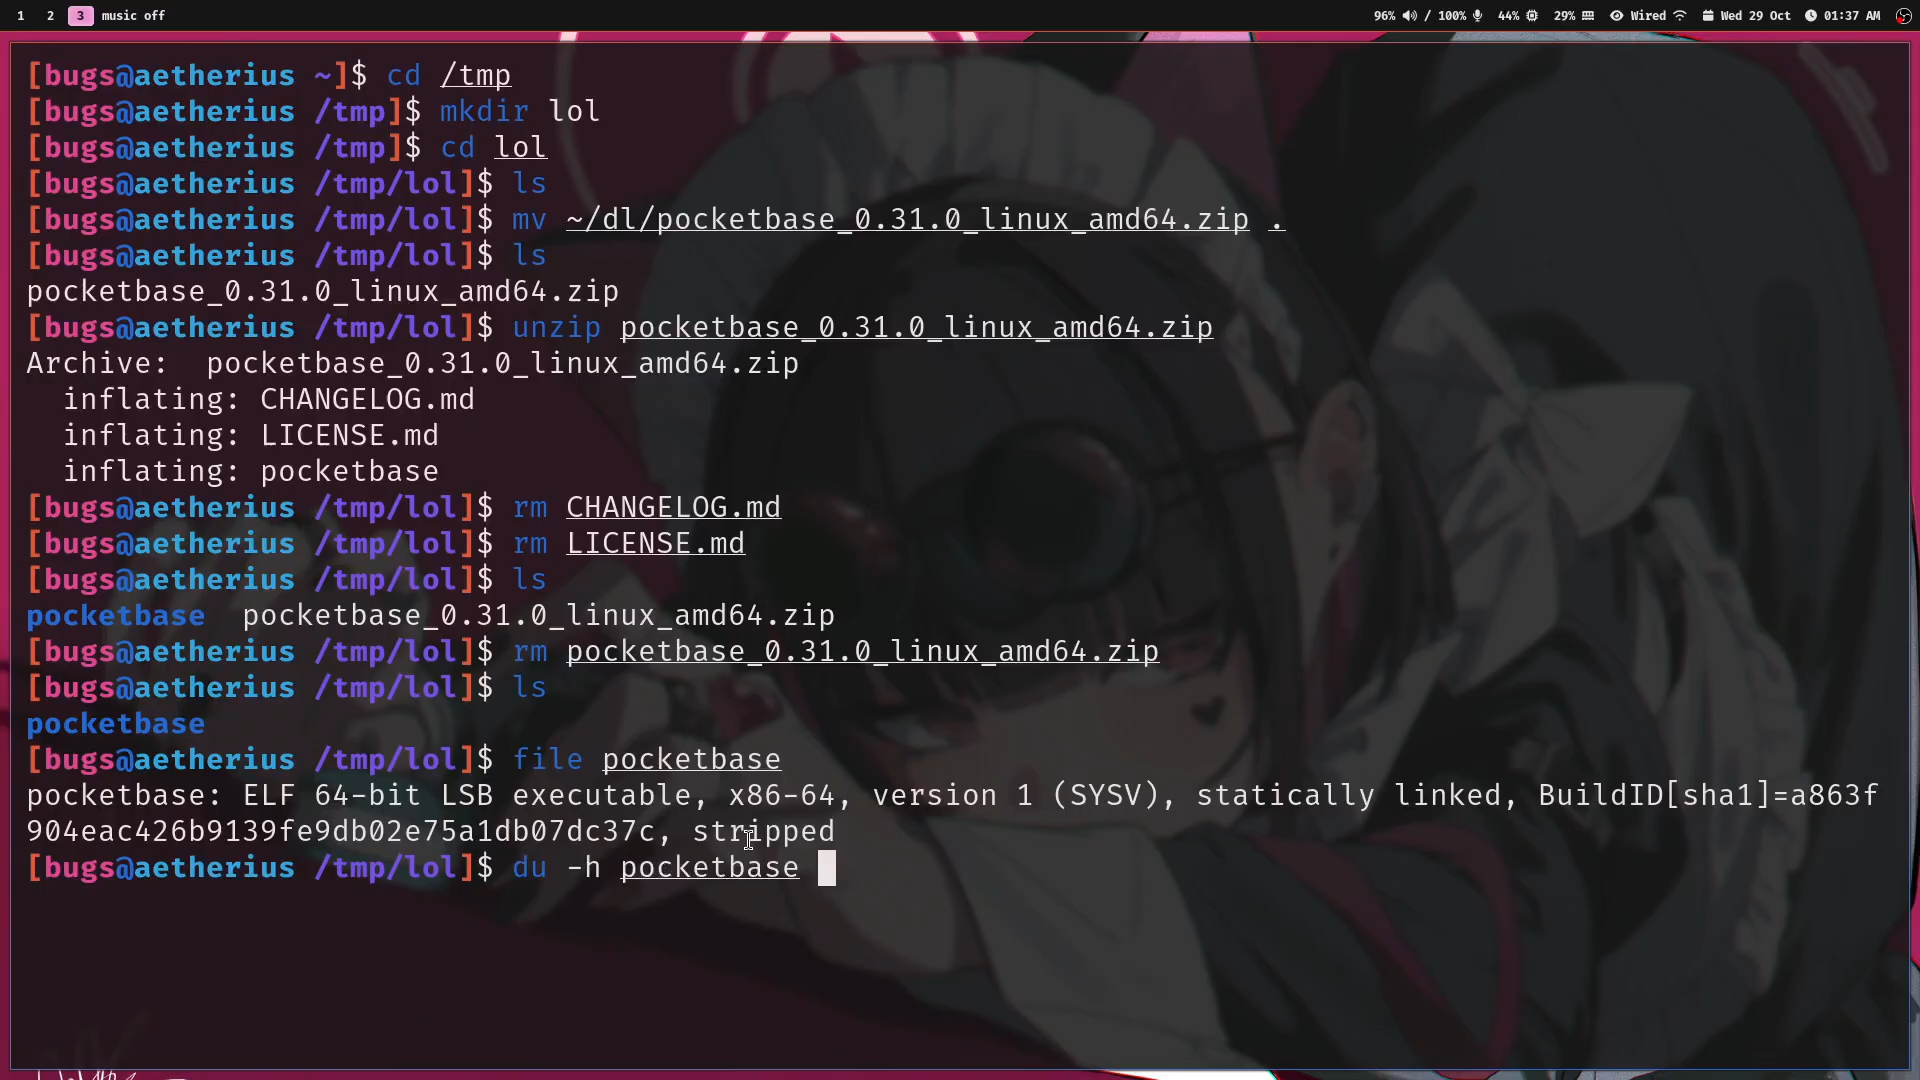 1 2 3 music off 96% / 100% 44% 29% Wired Wed 29 Oct 01:37 AM
[bugs@aetherius ~]$ cd /tmp
[bugs@aetherius /tmp]$ mkdir lol
[bugs@aetherius /tmp]$ cd lol
[bugs@aetherius /tmp/lol]$ ls
[bugs@aetherius /tmp/lol]$ mv ~/dl/pocketbase_0.31.0_linux_amd64.zip .
[bugs@aetherius /tmp/lol]$ ls
pocketbase_0.31.0_linux_amd64.zip
[bugs@aetherius /tmp/lol]$ unzip pocketbase_0.31.0_linux_amd64.zip
Archive:  pocketbase_0.31.0_linux_amd64.zip
  inflating: CHANGELOG.md
  inflating: LICENSE.md
  inflating: pocketbase
[bugs@aetherius /tmp/lol]$ rm CHANGELOG.md
[bugs@aetherius /tmp/lol]$ rm LICENSE.md
[bugs@aetherius /tmp/lol]$ ls
pocketbase  pocketbase_0.31.0_linux_amd64.zip
[bugs@aetherius /tmp/lol]$ rm pocketbase_0.31.0_linux_amd64.zip
[bugs@aetherius /tmp/lol]$ ls
pocketbase
[bugs@aetherius /tmp/lol]$ file pocketbase
pocketbase: ELF 64-bit LSB executable, x86-64, version 1 (SYSV), statically linked, BuildID[sha1]=a863f
904eac426b9139fe9db02e75a1db07dc37c, stripped
[bugs@aetherius /tmp/lol]$ du -h pocketbase